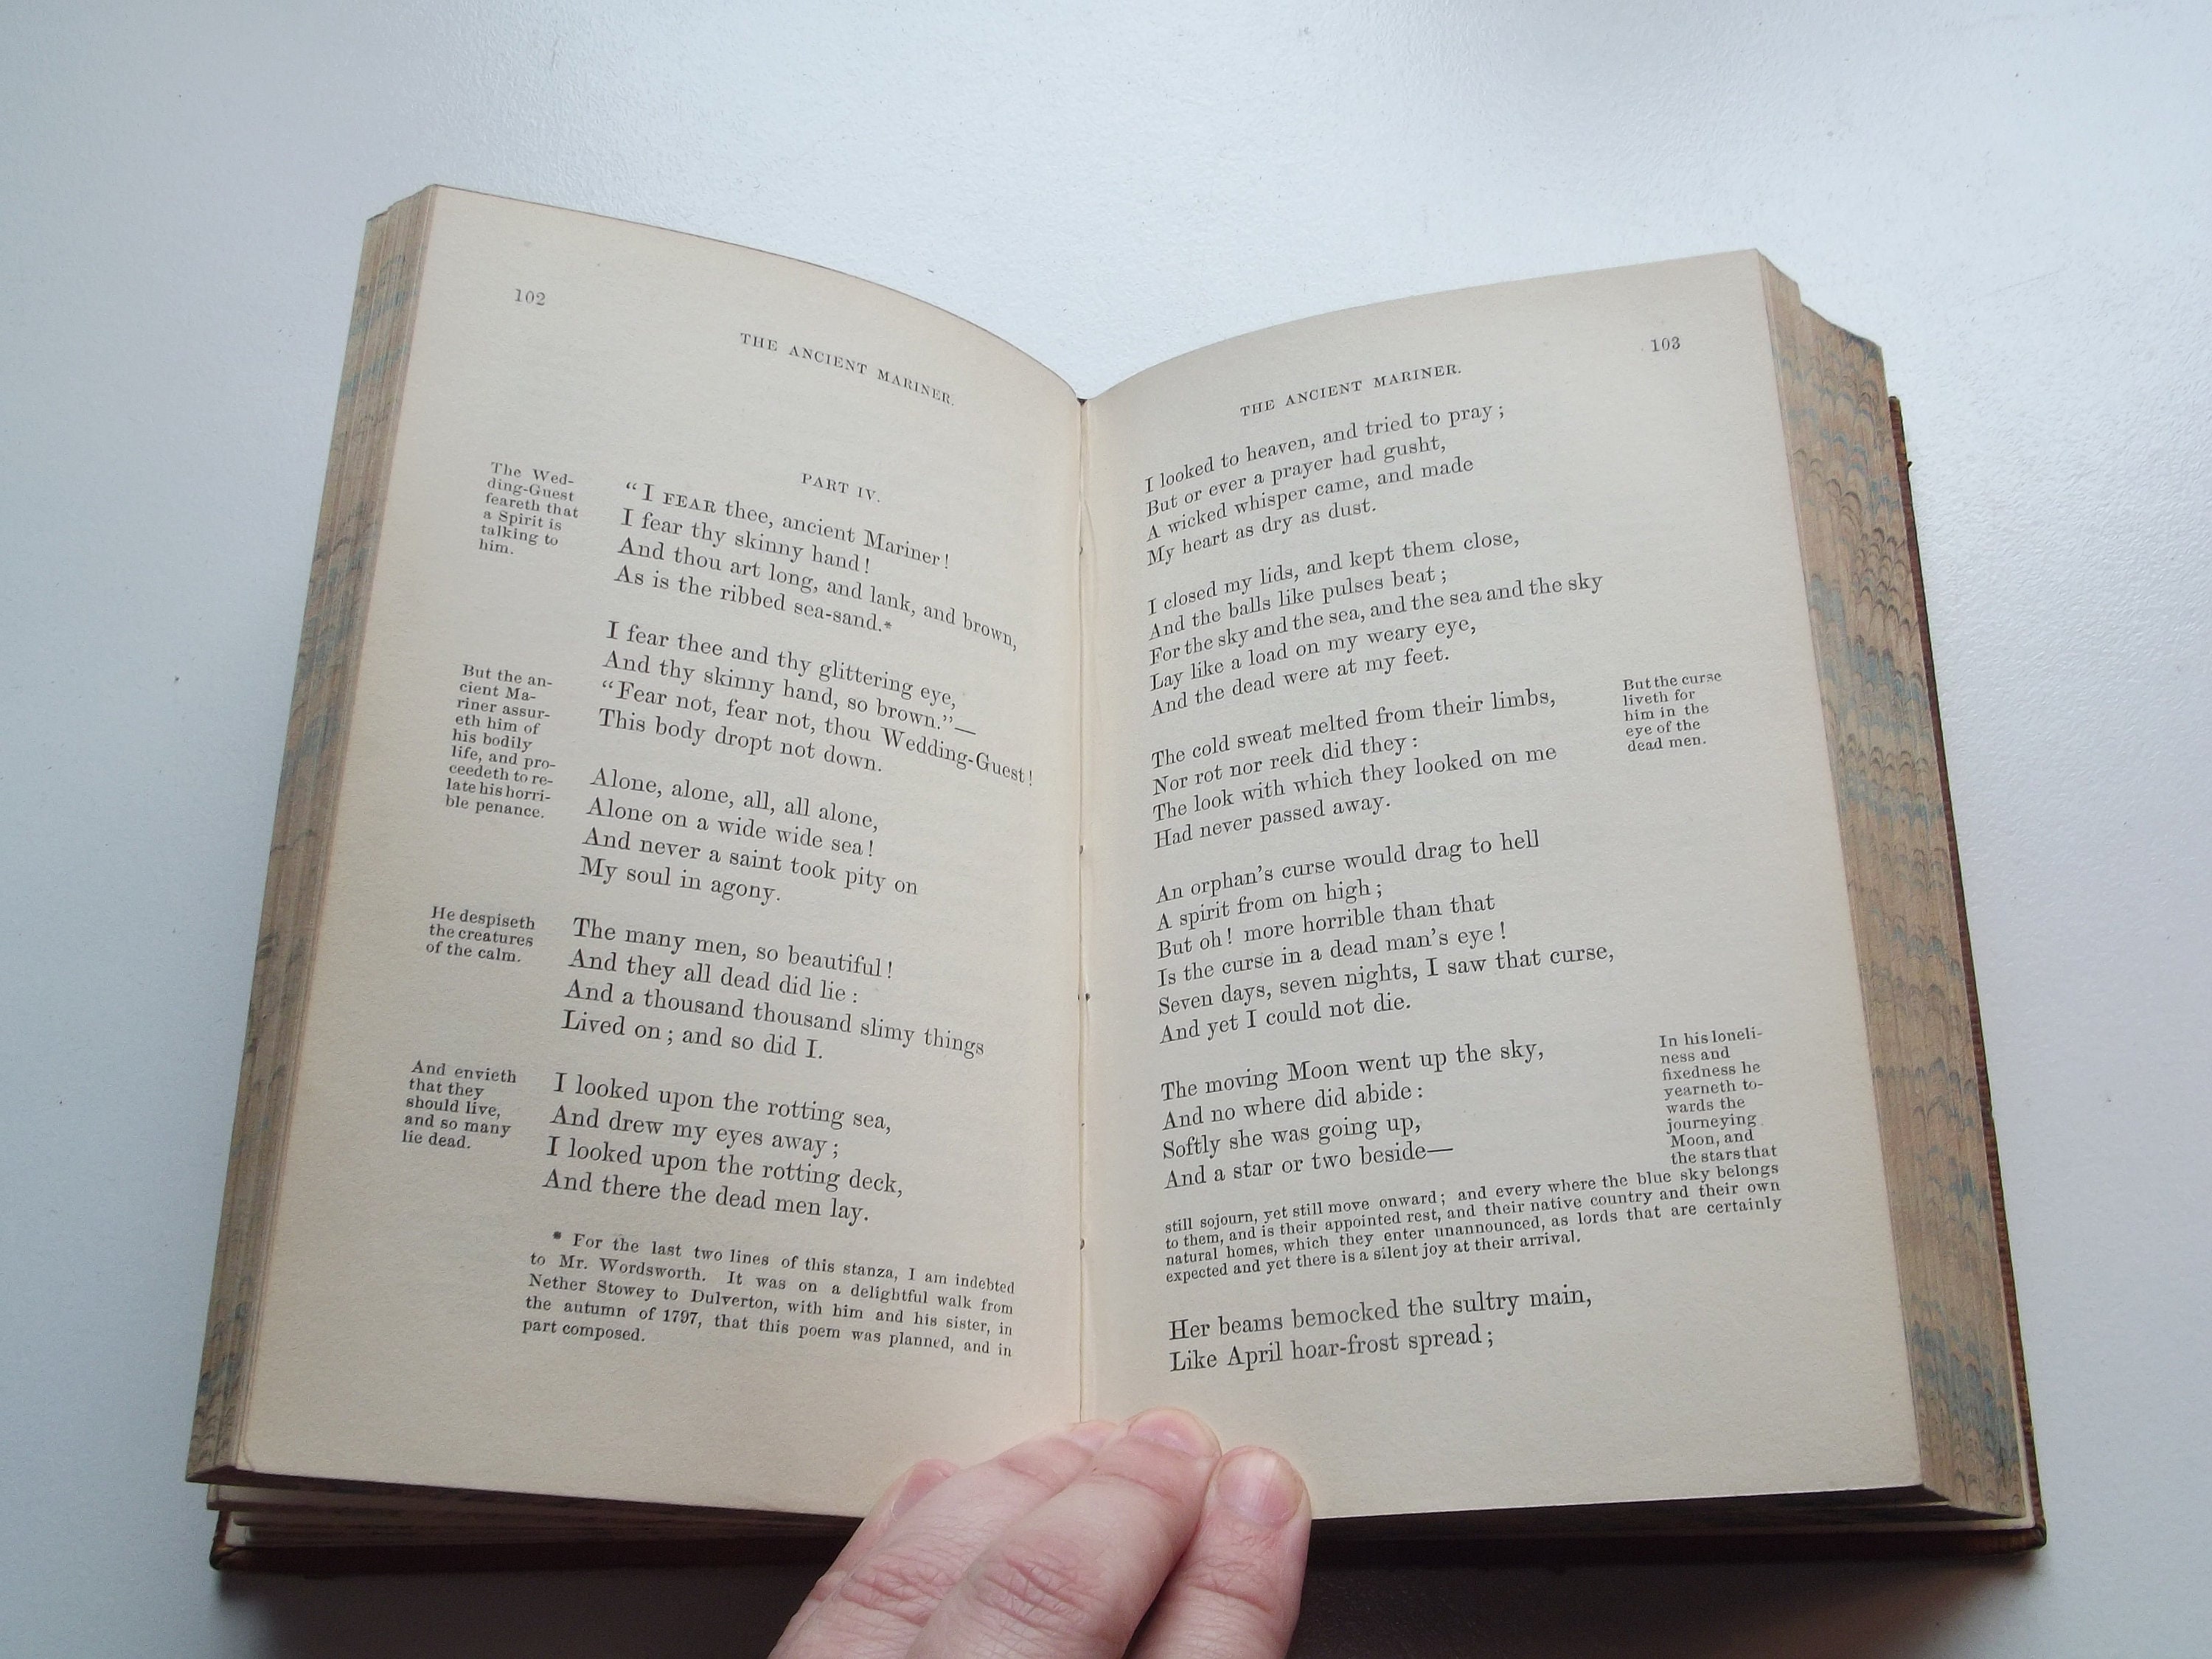 102
THE ANCIENT MARINER.
PART IV.
The Wed-
ding-Guest
feareth that
a Spirit is
talking to
him.
“I FEAR thee, ancient Mariner!
I fear thy skinny hand!
And thou art long, and lank, and brown,
As is the ribbed sea-sand.*
I fear thee and thy glittering eye,
And thy skinny hand, so brown.”—
“Fear not, fear not, thou Wedding-Guest!
This body dropt not down.
But the an-
cient Ma-
riner assur-
eth him of
his bodily
life, and pro-
ceedeth to re-
late his horri-
ble penance.
Alone, alone, all, all alone,
Alone on a wide wide sea!
And never a saint took pity on
My soul in agony.
He despiseth
the creatures
of the calm.
The many men, so beautiful!
And they all dead did lie:
And a thousand thousand slimy things
Lived on; and so did I.
And envieth
that they
should live,
and so many
lie dead.
I looked upon the rotting sea,
And drew my eyes away;
I looked upon the rotting deck,
And there the dead men lay.
* For the last two lines of this stanza, I am indebted
to Mr. Wordsworth. It was on a delightful walk from
Nether Stowey to Dulverton, with him and his sister, in
the autumn of 1797, that this poem was planned, and in
part composed.
103
THE ANCIENT MARINER.
I looked to heaven, and tried to pray;
But or ever a prayer had gusht,
A wicked whisper came, and made
My heart as dry as dust.
I closed my lids, and kept them close,
And the balls like pulses beat;
For the sky and the sea, and the sea and the sky
Lay like a load on my weary eye,
And the dead were at my feet.
The cold sweat melted from their limbs,
Nor rot nor reek did they:
The look with which they looked on me
Had never passed away.
But the curse
liveth for
him in the
eye of the
dead men.
An orphan’s curse would drag to hell
A spirit from on high;
But oh! more horrible than that
Is the curse in a dead man’s eye!
Seven days, seven nights, I saw that curse,
And yet I could not die.
The moving Moon went up the sky,
And no where did abide:
Softly she was going up,
And a star or two beside—
In his loneli-
ness and
fixedness he
yearneth to-
wards the
journeying
Moon, and
the stars that
still sojourn, yet still move onward; and every where the blue sky belongs
to them, and is their appointed rest, and their native country and their own
natural homes, which they enter unannounced, as lords that are certainly
expected and yet there is a silent joy at their arrival.
Her beams bemocked the sultry main,
Like April hoar-frost spread;